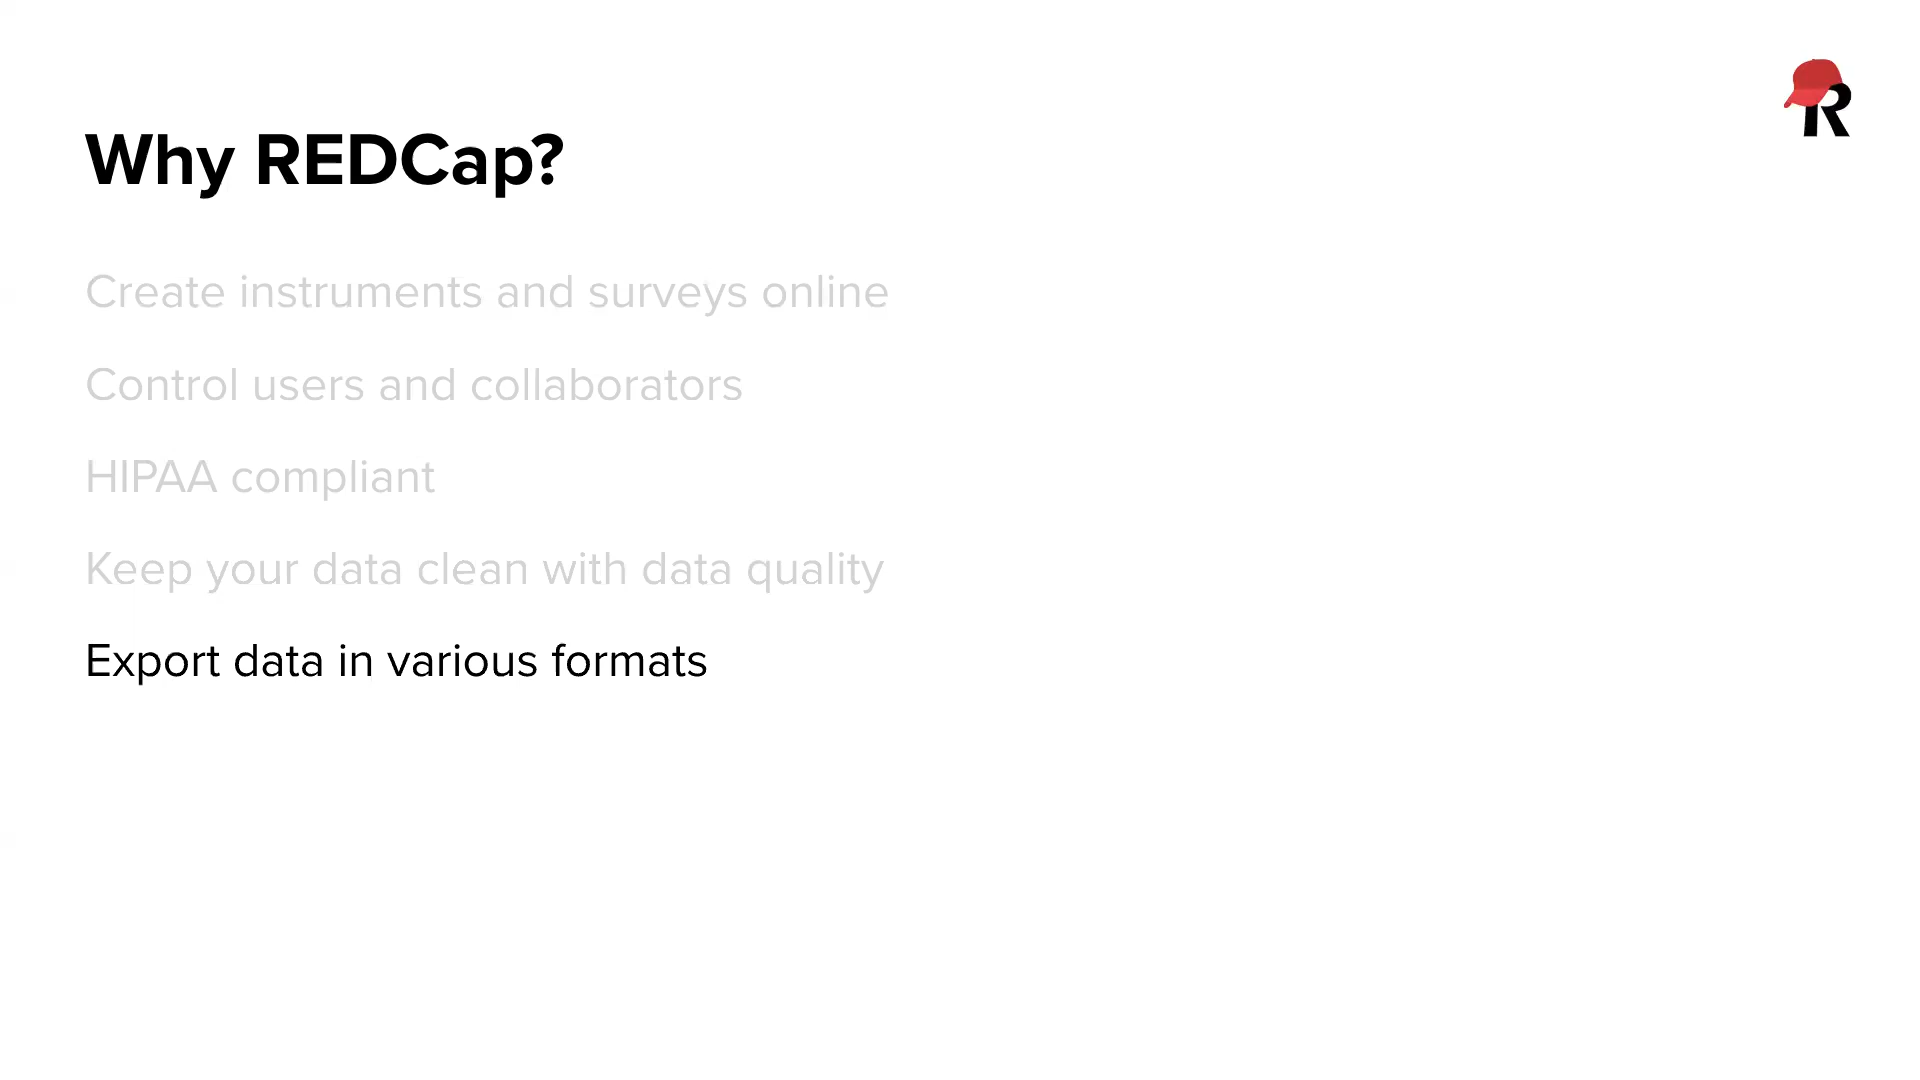 Why REDCap?
Create instruments and surveys online
Control users and collaborators
HIPAA compliant
Keep your data clean with data quality
Export data in various formats
R